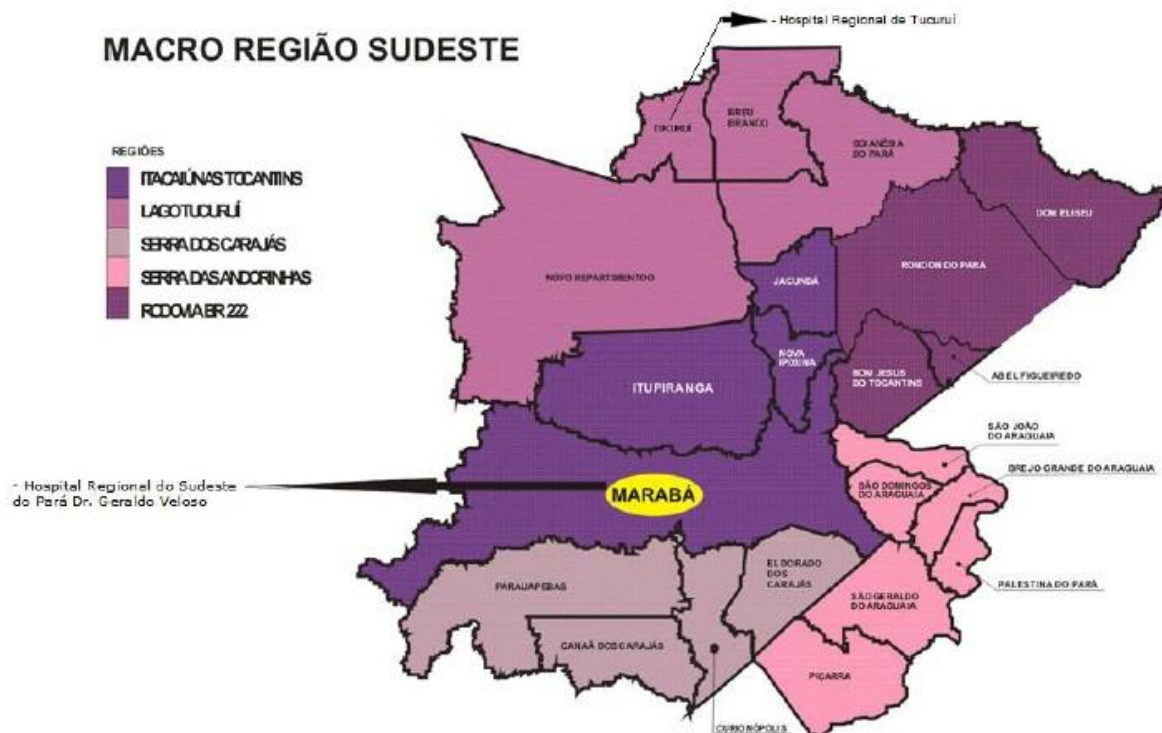 - Hospital Regional de Tucuruí
MACRO REGIÃO SUDESTE
REGIÕES
ITACAIÚNAS TOCANTINS
LAGO TUCURUÍ
SERRA DOS CARAJÁS
SERRA DAS ANDORINHAS
RODOVIA BR 222
TUCURUÍ
BREU
BRANCO
GOIANÉSIA
DO PARÁ
DOM ELISEU
NOVO REPARTIMENTOO
JACUNDÁ
RONDON DO PARÁ
NOVA
IPIXUNA
ITUPIRANGA
BOM JESUS
DO TOCANTINS
ABEL FIGUEIREDO
SÃO JOÃO
DO ARAGUAIA
BREJO GRANDE DO ARAGUAIA
- Hospital Regional do Sudeste
do Pará Dr. Geraldo Veloso
MARABÁ
SÃO DOMINGOS
DO ARAGUAIA
PARAUAPEBAS
ELDORADO
DOS
CARAJÁS
PALESTINA DO PARÁ
SÃO GERALDO
DO ARAGUAIA
CANAÃ DOS CARAJÁS
PIÇARRA
CURIONÓPOLIS